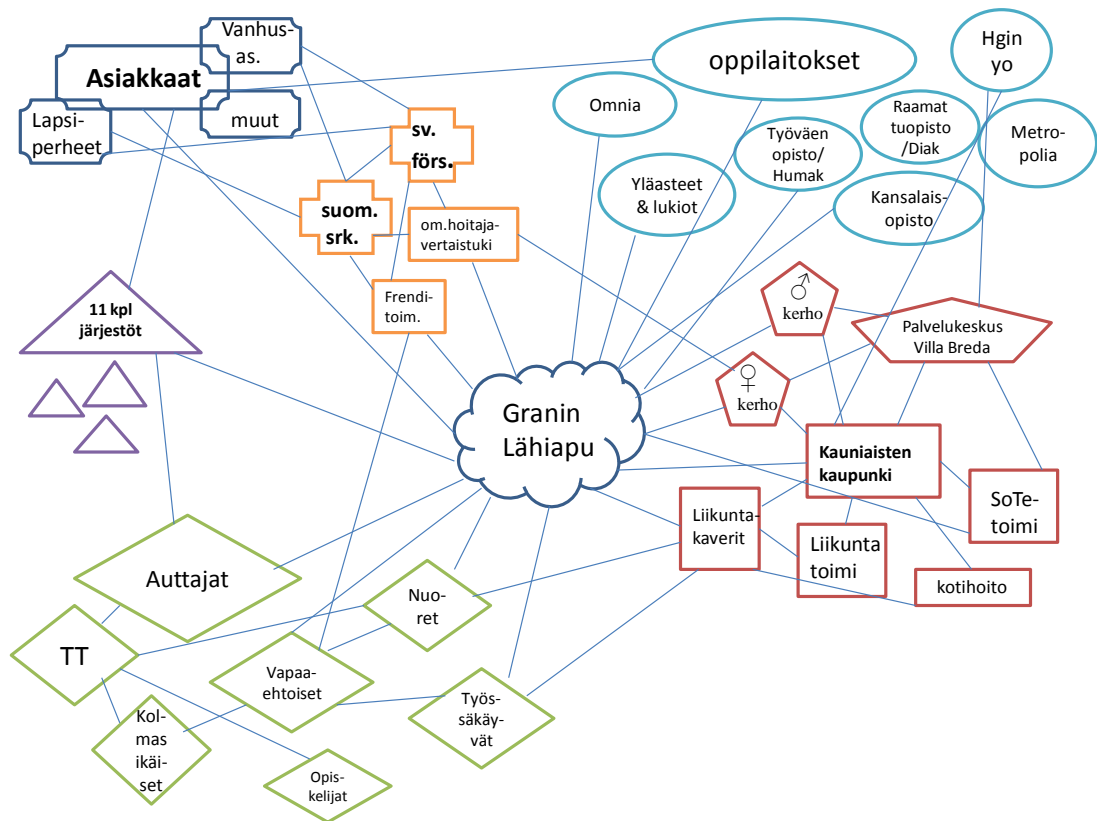 Vanhus-
as.
Asiakkaat
Lapsi-
perheet
muut
sv.
förs.
suom.
srk.
om.hoitaja-
vertaistuki
Frendi-
toim.
oppilaitokset
Hgin
yo
Omnia
Raamat
tuopisto
/Diak
Metro-
polia
Työväen
opisto/
Humak
Yläasteet
& lukiot
Kansalais-
opisto
11 kpl
järjestöt
♂
kerho
Palvelukeskus
Villa Breda
♀
kerho
Granin
Lähiapu
Kauniaisten
kaupunki
SoTe-
toimi
Liikunta-
kaverit
Liikunta
toimi
kotihoito
Auttajat
Nuo-
ret
TT
Vapaa-
ehtoiset
Työs-
säkäy-
vät
Kol-
mas
ikäi-
set
Opis-
kelijat